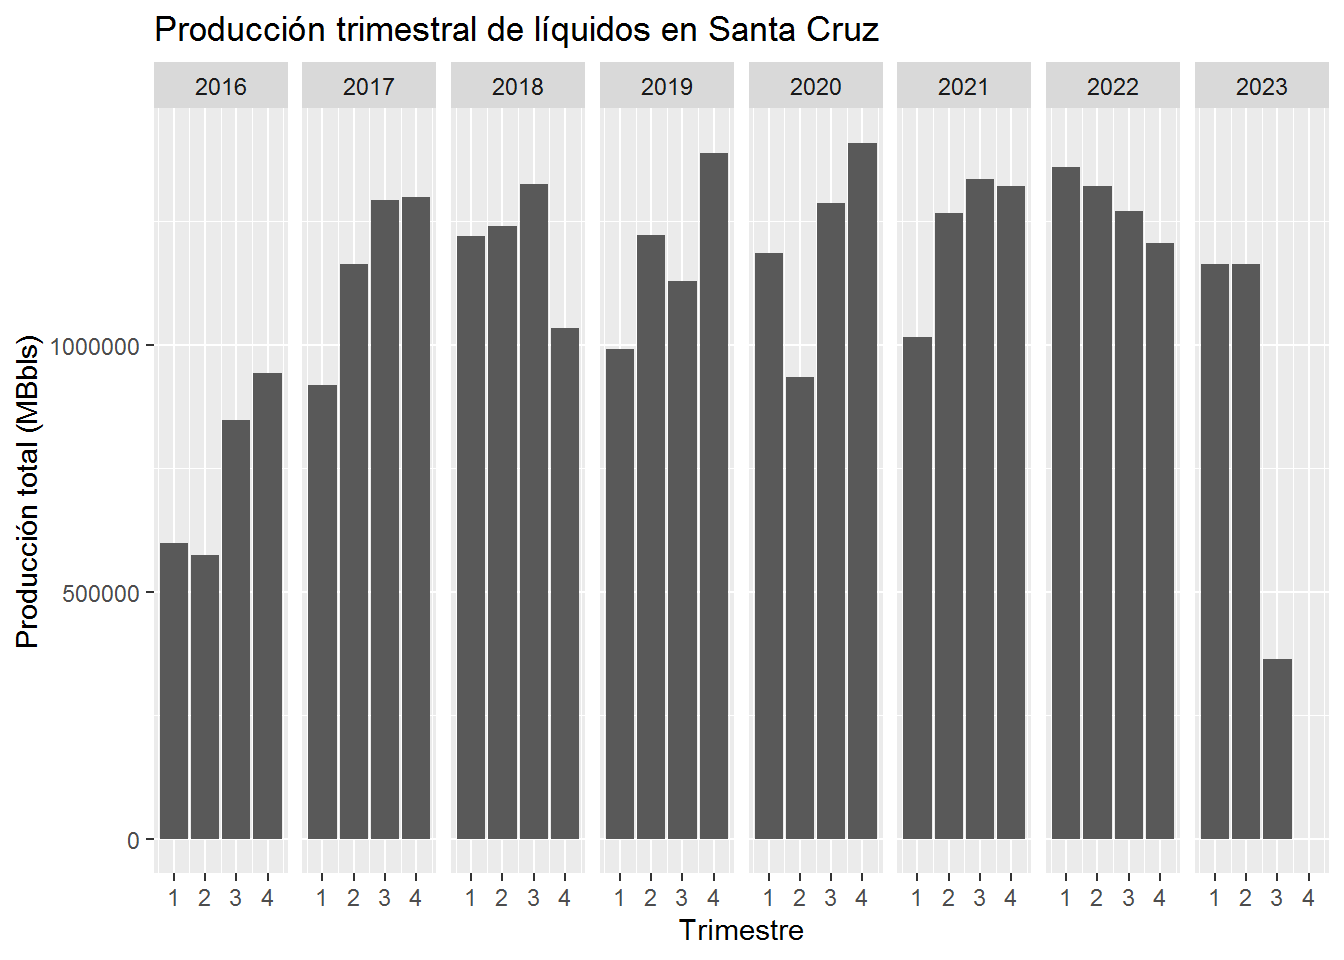 Producción trimestral de líquidos en Santa Cruz
2016 2017 2018 2019 2020 2021 2022 2023
Producción total (MBbls)
1000000
500000
0
1 2 3 4 1 2 3 4 1 2 3 4 1 2 3 4 1 2 3 4 1 2 3 4 1 2 3 4 1 2 3 4
Trimestre